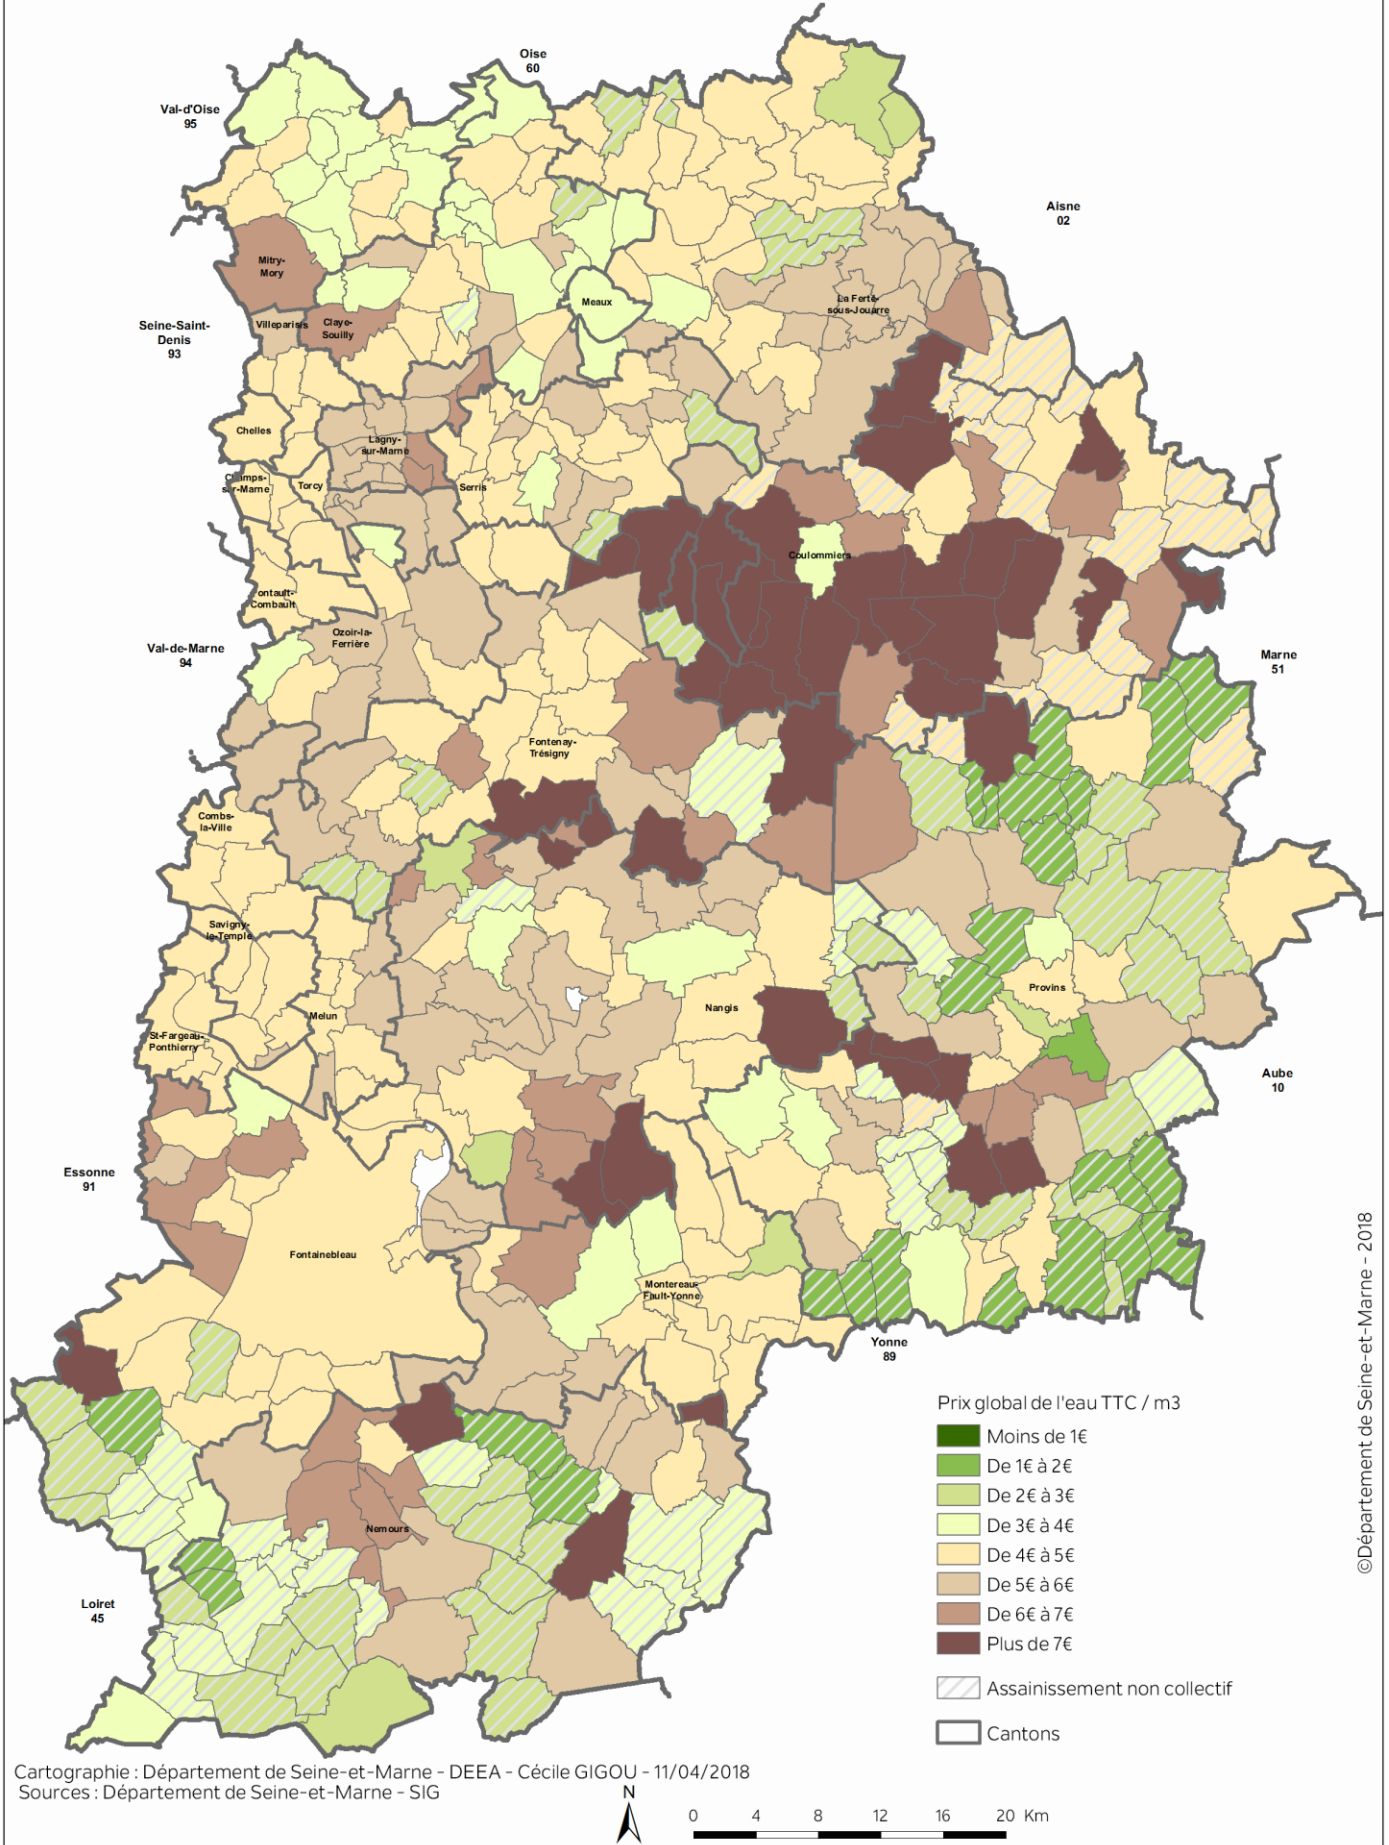 Oise
60
Val-d'Oise
95
Aisne
02
Mitry-
Mory
Meaux
La Ferté-
sous-Jouarre
Villeparisis
Claye-
Souilly
Seine-Saint-
Denis
93
Chelles
Lagny-
sur-Marne
Champs-
sur-Marne
Torcy
Serris
Coulommiers
ontault-
Combault
Ozoir-la-
Ferrière
Val-de-Marne
94
Marne
51
Fontenay-
Trésigny
Combs-
la-Ville
Savigny-
le-Temple
Provins
Nangis
Melun
St-Fargeau-
Ponthierry
Aube
10
Essonne
91
Fontainebleau
Montereau-
Fault-Yonne
Yonne
89
Nemours
Loiret
45
Prix global de l'eau TTC / m3
Moins de 1€
De 1€ à 2€
De 2€ à 3€
De 3€ à 4€
De 4€ à 5€
De 5€ à 6€
De 6€ à 7€
Plus de 7€
Assainissement non collectif
Cantons
©Département de Seine-et-Marne - 2018
Cartographie : Département de Seine-et-Marne - DEEA - Cécile GIGOU - 11/04/2018
Sources : Département de Seine-et-Marne - SIG
N
0 4 8 12 16 20 Km